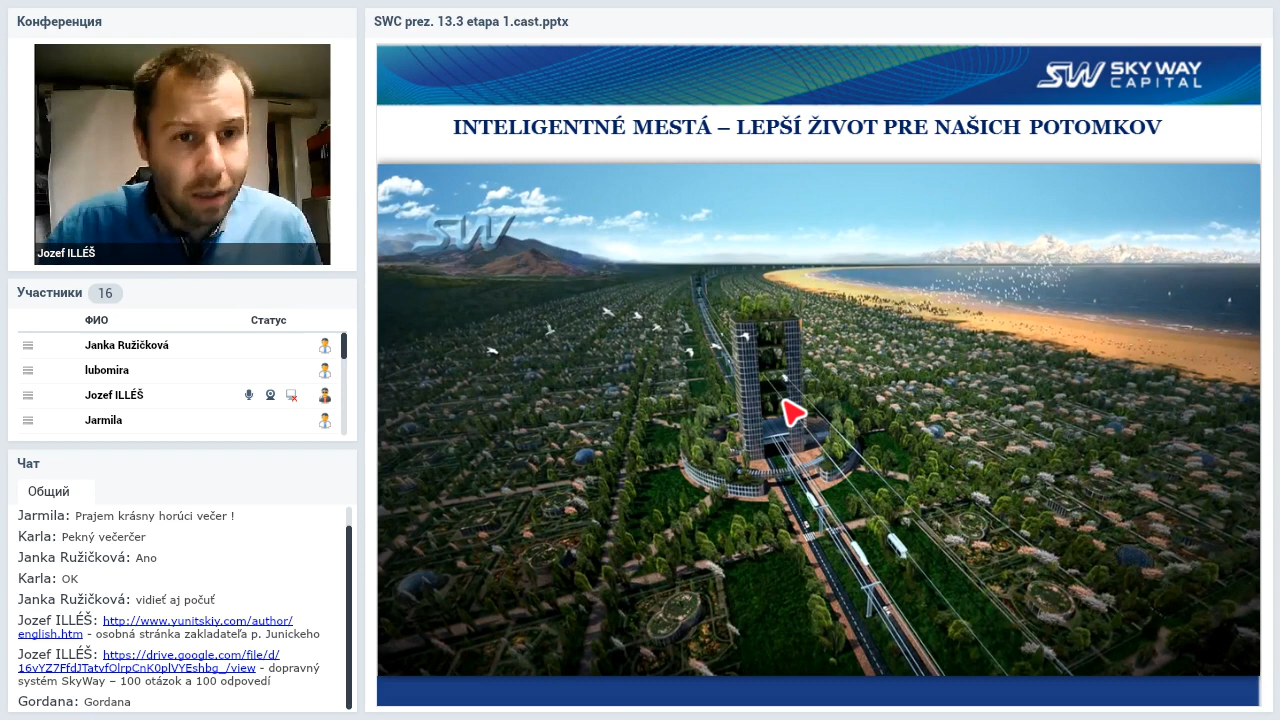 Конференция
Jozef ILLÉŠ
Участники 16
ФИО Статус
Janka Ružičková
lubomira
Jozef ILLÉŠ
Jarmila
Чат
Общий
Jarmila: Prajem krásny horúci večer !
Karla: Pekný večerčer
Janka Ružičková: Ano
Karla: OK
Janka Ružičková: vidieť aj počuť
Jozef ILLÉŠ: http://www.yunitskiy.com/author/
english.htm - osobná stránka zakladateľa p. Junickeho
Jozef ILLÉŠ: https://drive.google.com/file/d/
16vYZ7FfdJTatvfOlrpCnK0plVYEshbg_/view - dopravný
systém SkyWay – 100 otázok a 100 odpovedí
Gordana: Gordana
SWC prez. 13.3 etapa 1.cast.pptx
SW SKY WAY
CAPITAL
INTELIGENTNÉ MESTÁ – LEPŠÍ ŽIVOT PRE NAŠICH POTOMKOV
SW